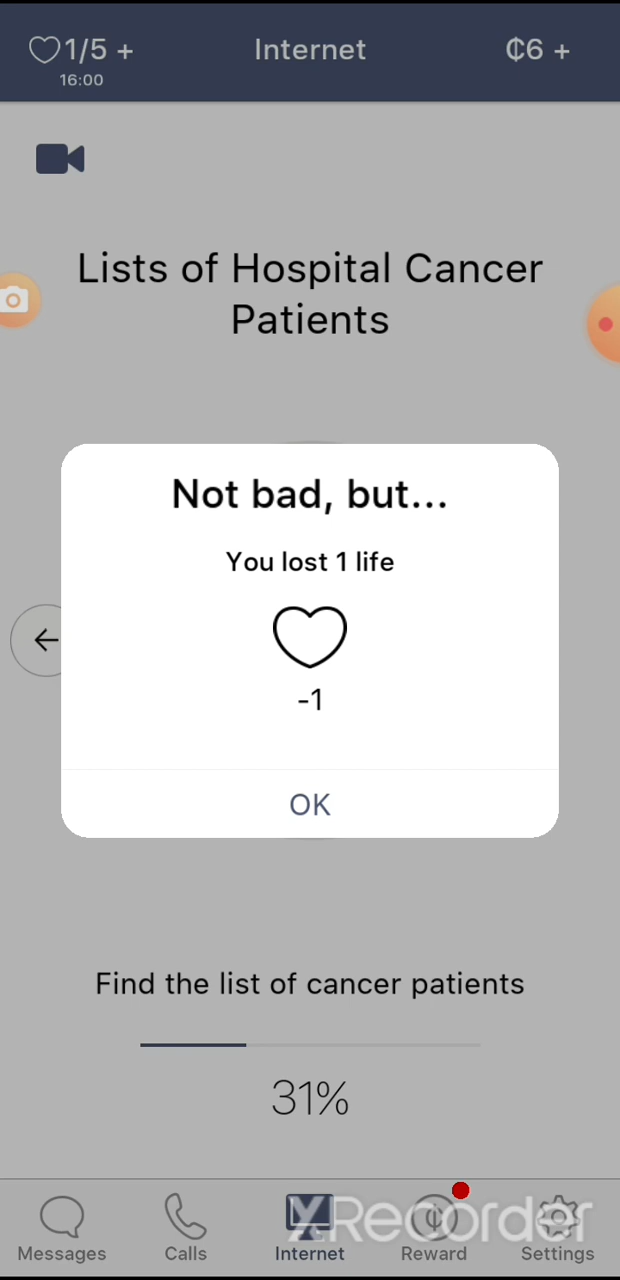 1/5 +
16:00
Internet
₵6 +
Lists of Hospital Cancer
Patients
Not bad, but...
You lost 1 life
-1
OK
Find the list of cancer patients
31%
Messages
Calls
Internet
Reward
Settings
XRecorder